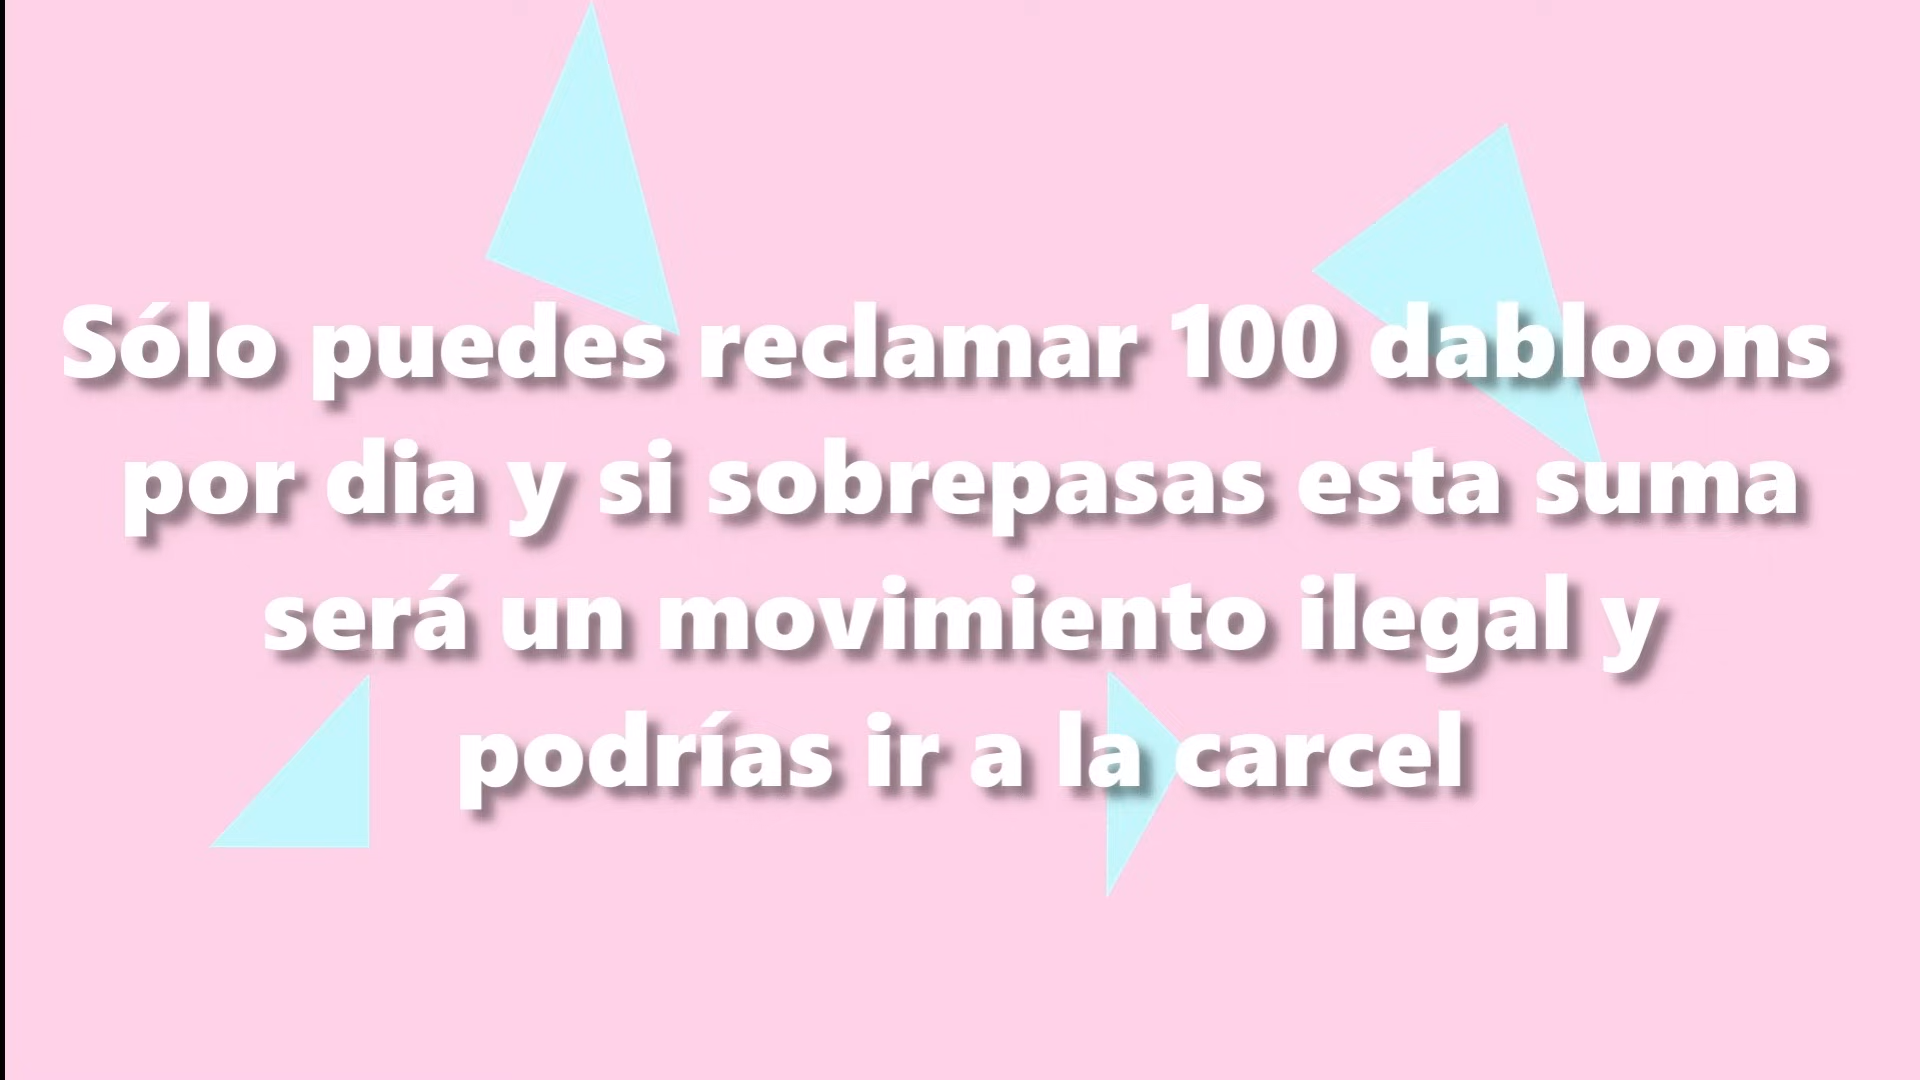 Sólo puedes reclamar 100 dabloons
por dia y si sobrepasas esta suma
será un movimiento ilegal y
podrías ir a la carcel